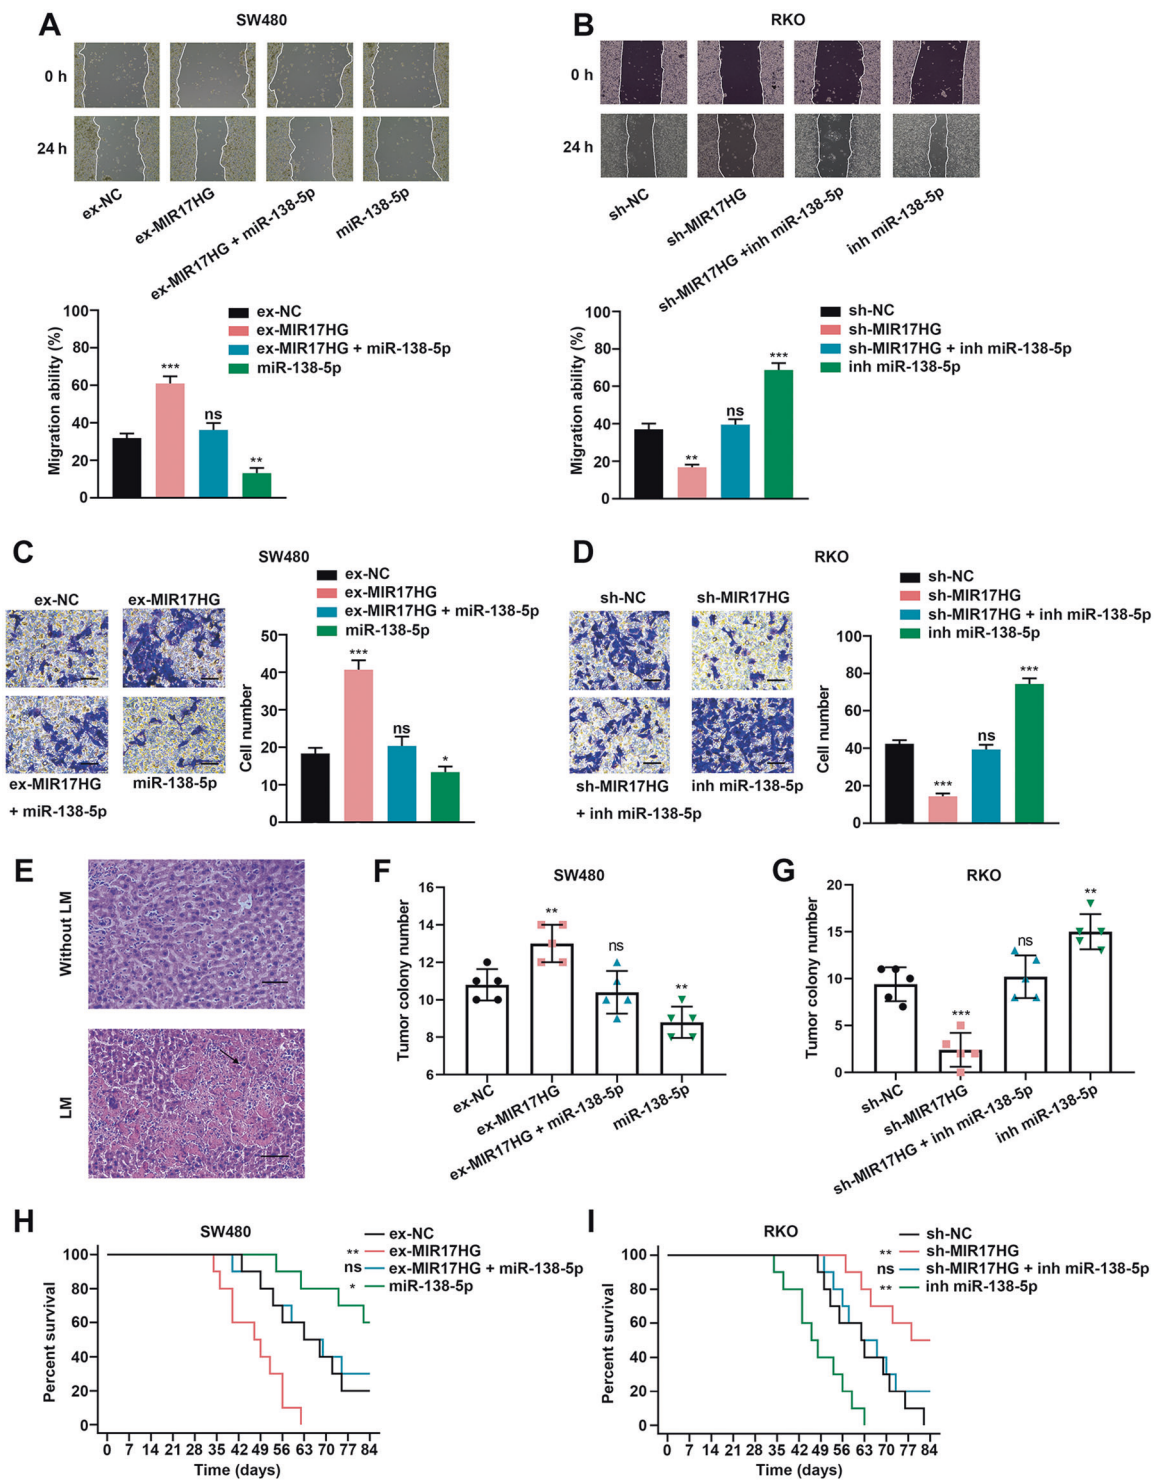 A
SW480
0 h
24 h
ex-NC
ex-MIR17HG
ex-MIR17HG + miR-138-5p
miR-138-5p
Migration ability (%)
100
80
60
40
20
0
***
ns
**
ex-NC
ex-MIR17HG
ex-MIR17HG + miR-138-5p
miR-138-5p
B
RKO
0 h
24 h
sh-NC
sh-MIR17HG
sh-MIR17HG +inh miR-138-5p
inh miR-138-5p
Migration ability (%)
100
80
60
40
20
0
**
ns
***
sh-NC
sh-MIR17HG
sh-MIR17HG + inh miR-138-5p
inh miR-138-5p
C
SW480
ex-NC
ex-MIR17HG
ex-MIR17HG
+ miR-138-5p
miR-138-5p
ex-NC
ex-MIR17HG
ex-MIR17HG + miR-138-5p
miR-138-5p
Cell number
50
40
30
20
10
0
***
ns
*
D
RKO
sh-NC
sh-MIR17HG
sh-MIR17HG
+ inh miR-138-5p
inh miR-138-5p
sh-NC
sh-MIR17HG
sh-MIR17HG + inh miR-138-5p
inh miR-138-5p
Cell number
100
80
60
40
20
0
***
ns
***
E
Without LM
LM
F
SW480
Tumor colony number
16
14
12
10
8
6
**
ns
**
ex-NC
ex-MIR17HG
ex-MIR17HG + miR-138-5p
miR-138-5p
G
RKO
Tumor colony number
20
15
10
5
0
***
ns
**
sh-NC
sh-MIR17HG
sh-MIR17HG + inh miR-138-5p
inh miR-138-5p
H
SW480
ex-NC
** ex-MIR17HG
ns ex-MIR17HG + miR-138-5p
* miR-138-5p
Percent survival
100
80
60
40
20
0
0 7 14 21 28 35 42 49 56 63 70 77 84
Time (days)
I
RKO
sh-NC
** sh-MIR17HG
ns sh-MIR17HG + inh miR-138-5p
** inh miR-138-5p
Percent survival
100
80
60
40
20
0
0 7 14 21 28 35 42 49 56 63 70 77 84
Time (days)